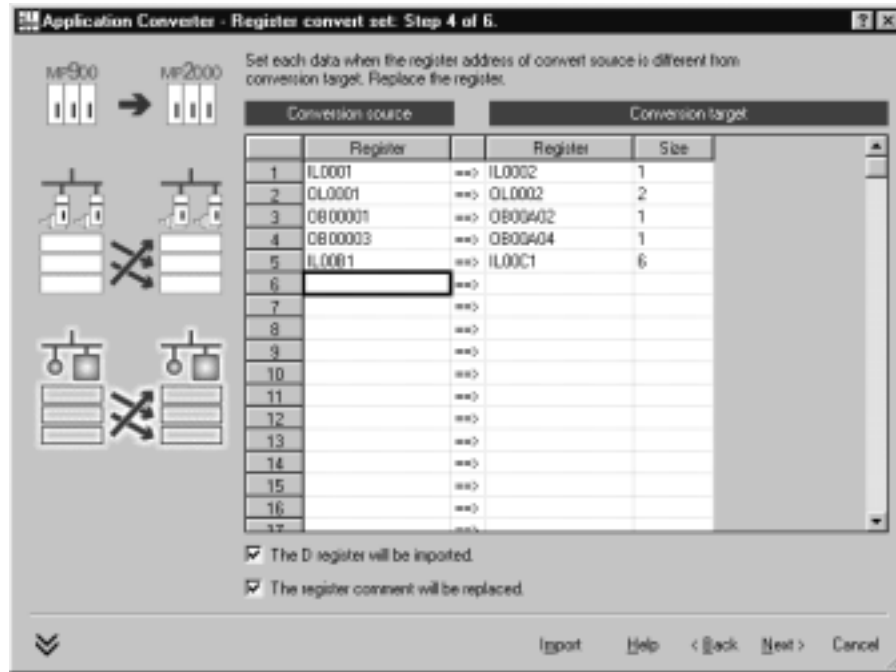 Application Converter - Register convert set: Step 4 of 6.
MP900 MP2000
Set each data when the register address of convert source is different from
conversion target. Replace the register.
Conversion source Conversion target
Register Register Size
1 IL0001 ==> IL0002 1
2 OL0001 ==> OL0002 2
3 OB00001 ==> OB00A02 1
4 OB00003 ==> OB00A04 1
5 IL00B1 ==> IL00C1 6
6 ==>
7 ==>
8 ==>
9 ==>
10 ==>
11 ==>
12 ==>
13 ==>
14 ==>
15 ==>
16 ==>
17 ==>
The D register will be imported.
The register comment will be replaced.
Import Help < Back Next > Cancel